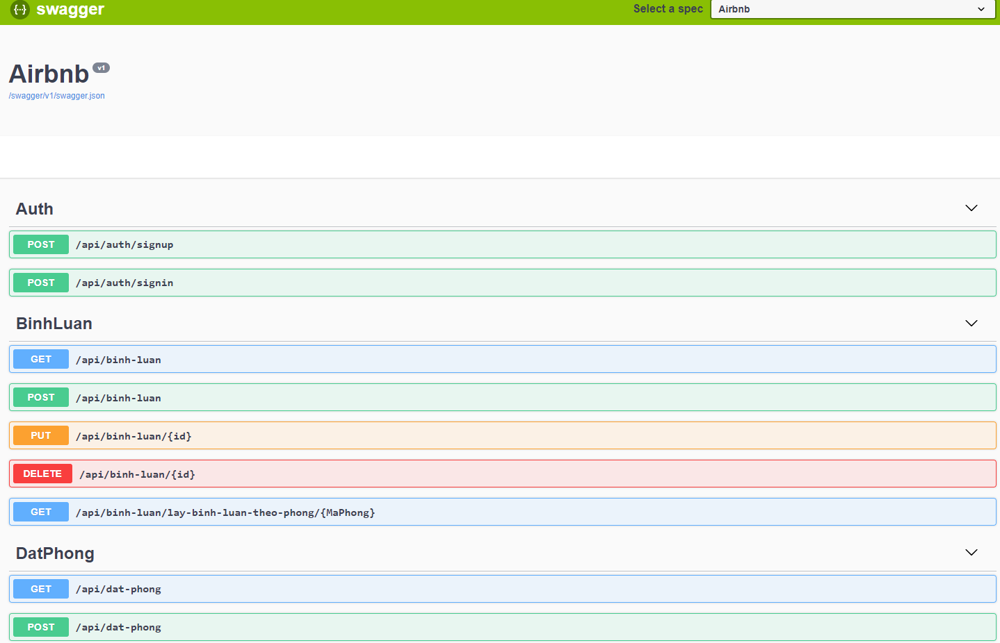 {··} swagger
Select a spec Airbnb
Airbnb v1
/swagger/v1/swagger.json
Auth
POST /api/auth/signup
POST /api/auth/signin
BinhLuan
GET /api/binh-luan
POST /api/binh-luan
PUT /api/binh-luan/{id}
DELETE /api/binh-luan/{id}
GET /api/binh-luan/lay-binh-luan-theo-phong/{MaPhong}
DatPhong
GET /api/dat-phong
POST /api/dat-phong